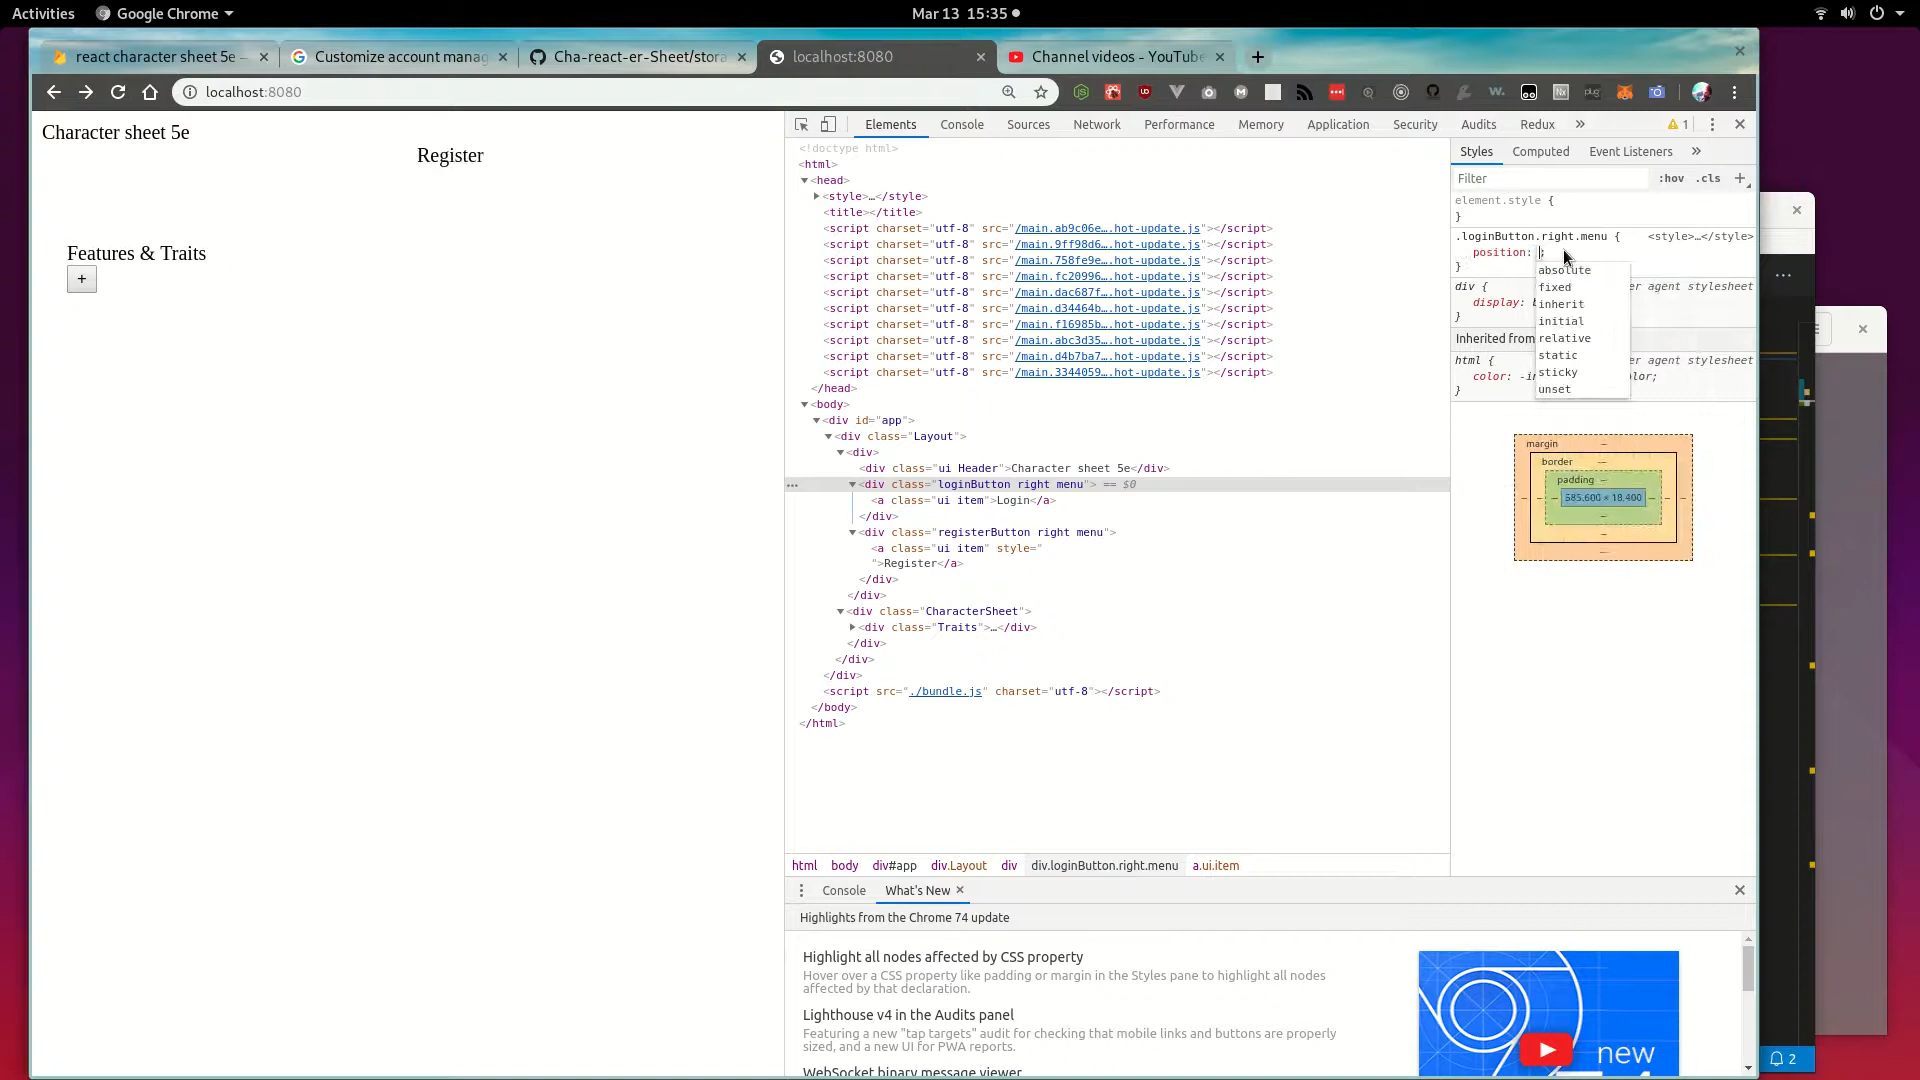 Activities
Google Chrome
Mar 13 15:35
react character sheet 5e –
Customize account manag
Cha-react-er-Sheet/stora
localhost:8080
Channel videos - YouTube
localhost:8080
Character sheet 5e
Register
Features & Traits
+
Elements
Console
Sources
Network
Performance
Memory
Application
Security
Audits
Redux
1
<!doctype html>
<html>
<head>
<style>…</style>
<title></title>
<script charset="utf-8" src="/main.ab9c06e….hot-update.js"></script>
<script charset="utf-8" src="/main.9ff98d6….hot-update.js"></script>
<script charset="utf-8" src="/main.758fe9e….hot-update.js"></script>
<script charset="utf-8" src="/main.fc20996….hot-update.js"></script>
<script charset="utf-8" src="/main.dac687f….hot-update.js"></script>
<script charset="utf-8" src="/main.d34464b….hot-update.js"></script>
<script charset="utf-8" src="/main.f16985b….hot-update.js"></script>
<script charset="utf-8" src="/main.abc3d35….hot-update.js"></script>
<script charset="utf-8" src="/main.d4b7ba7….hot-update.js"></script>
<script charset="utf-8" src="/main.3344059….hot-update.js"></script>
</head>
<body>
<div id="app">
<div class="Layout">
<div>
<div class="ui Header">Character sheet 5e</div>
<div class="loginButton right menu"> == $0
<a class="ui item">Login</a>
</div>
<div class="registerButton right menu">
<a class="ui item" style="
">Register</a>
</div>
</div>
<div class="CharacterSheet">
<div class="Traits">…</div>
</div>
</div>
</div>
<script src="./bundle.js" charset="utf-8"></script>
</body>
</html>
html
body
div#app
div.Layout
div
div.loginButton.right.menu
a.ui.item
Styles
Computed
Event Listeners
Filter
:hov
.cls
element.style {
}
.loginButton.right.menu {
<style>…</style>
position: ;
}
absolute
fixed
inherit
initial
relative
static
sticky
unset
div {
er agent stylesheet
display: b
}
Inherited from
html {
er agent stylesheet
color: -in
olor;
}
margin
border
padding
585.600 × 18.400
Console
What's New
Highlights from the Chrome 74 update
Highlight all nodes affected by CSS property
Hover over a CSS property like padding or margin in the Styles pane to highlight all nodes
affected by that declaration.
Lighthouse v4 in the Audits panel
Featuring a new "tap targets" audit for checking that mobile links and buttons are properly
sized, and a new UI for PWA reports.
WebSocket binary message viewer
new
2